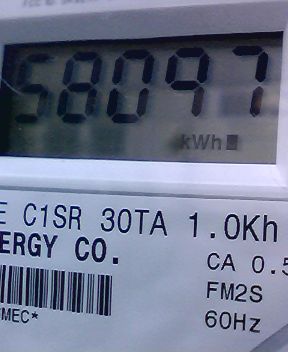 58097
kWh
E C1SR 30TA 1.0Kh
ERGY CO.
CA 0.5
FM2S
MEC*
60Hz